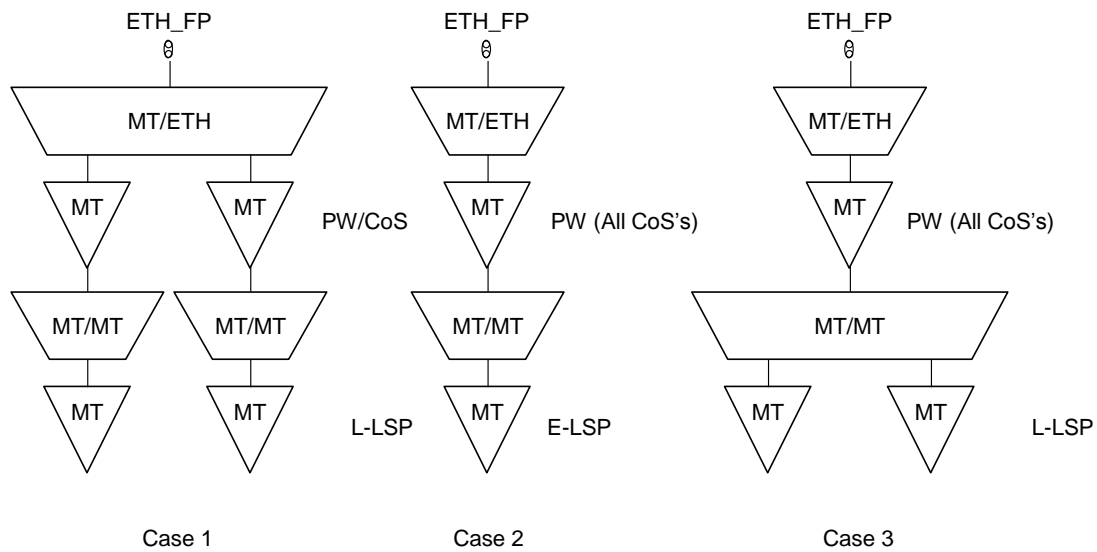 ETH_FP ETH_FP ETH_FP
MT/ETH MT/ETH MT/ETH
MT MT PW/CoS MT PW (All CoS's) MT PW (All CoS's)
MT/MT MT/MT MT/MT MT/MT
MT MT L-LSP MT E-LSP MT MT L-LSP
Case 1 Case 2 Case 3